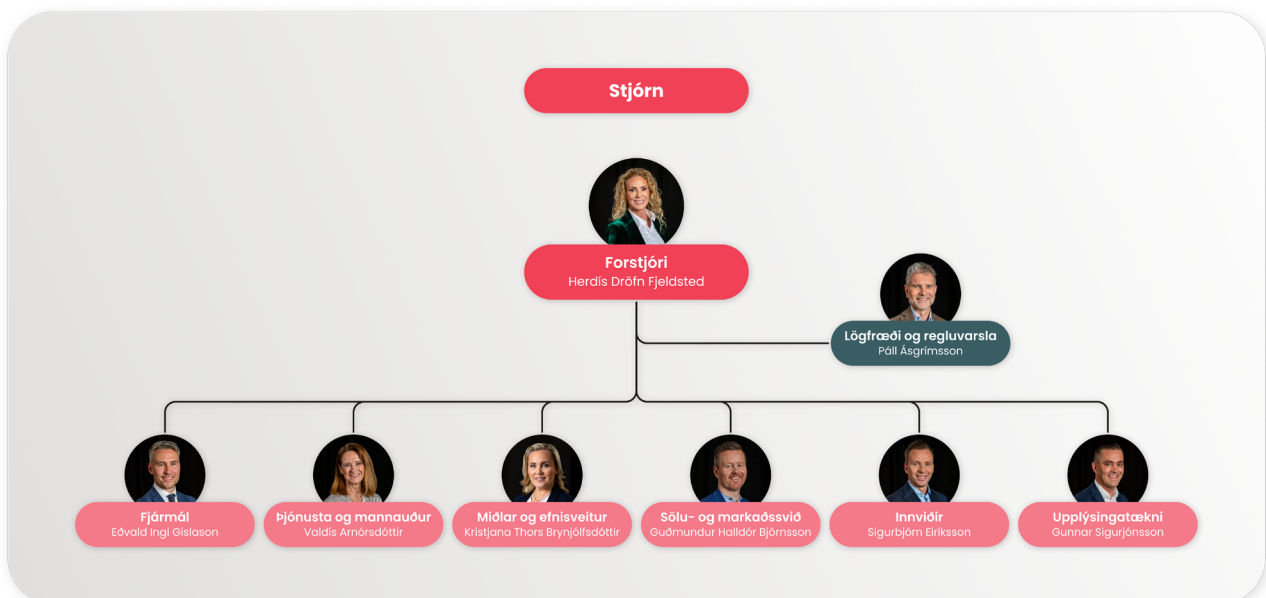 Stjórn
Forstjóri
Herdís Dröfn Fjeldsted
Lögfræði og regluvarsla
Páll Ásgrímsson
Fjármál
Eðvald Ingi Gíslason
Þjónusta og mannauður
Valdís Arnórsdóttir
Miðlar og efnisveitur
Kristjana Thors Brynjólfsdóttir
Sölu- og markaðssvið
Guðmundur Halldór Björnsson
Innviðir
Sigurbjörn Eiríksson
Upplýsingatækni
Gunnar Sigurjónsson